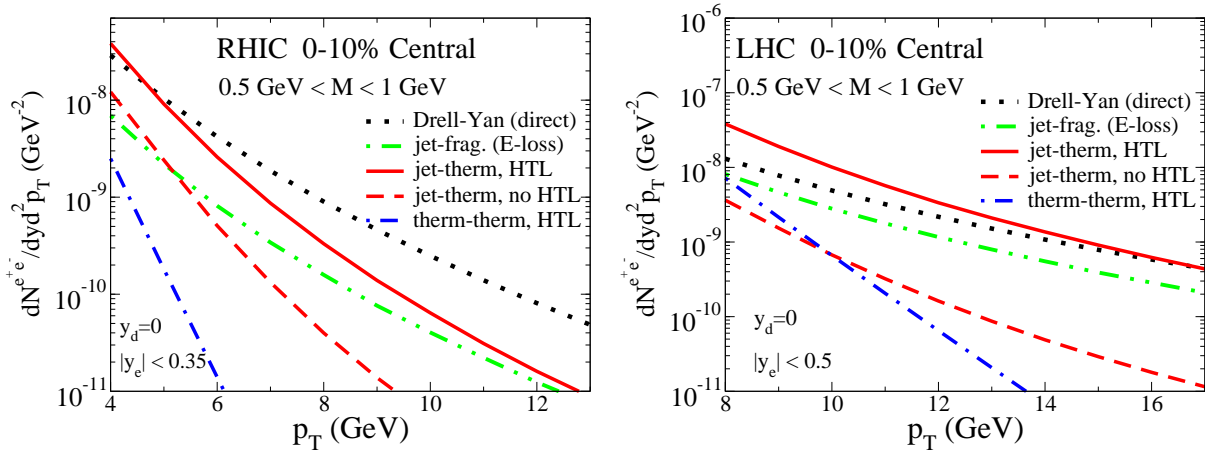 RHIC 0-10% Central
0.5 GeV < M < 1 GeV
Drell-Yan (direct)
jet-frag. (E-loss)
jet-therm, HTL
jet-therm, no HTL
therm-therm, HTL
y_d=0
|y_e| < 0.35
10^-8
10^-9
10^-10
10^-11
4 6 8 10 12
p_T (GeV)
dN^{e^+e^-}/dyd^2p_T (GeV^-2)
LHC 0-10% Central
0.5 GeV < M < 1 GeV
Drell-Yan (direct)
jet-frag. (E-loss)
jet-therm, HTL
jet-therm, no HTL
therm-therm, HTL
y_d=0
|y_e| < 0.5
10^-6
10^-7
10^-8
10^-9
10^-10
10^-11
8 10 12 14 16
p_T (GeV)
dN^{e^+e^-}/dyd^2p_T (GeV^-2)